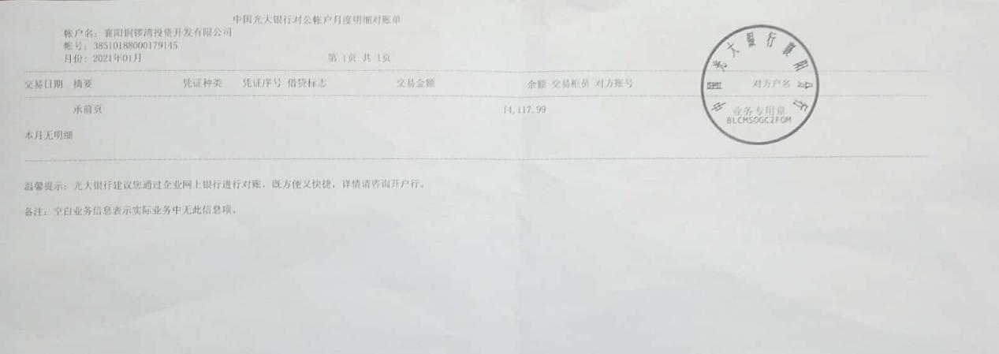 中国光大银行对公帐户月度明细对账单
帐户名：襄阳铜锣湾投资开发有限公司
帐号：38510188000179145
月份：2021年01月 第 1页 共 1页
交易日期 摘要 凭证种类 凭证序号 借贷标志 交易金额 余额 交易柜员 对方账号 对方户名
承前页 14,117.99
本月无明细
温馨提示：光大银行建议您通过企业网上银行进行对账，既方便又快捷，详情请咨询开户行。
备注：空白业务信息表示实际业务中无此信息项。
中国光大银行襄阳分行
业务专用章
BLCMSOGC2FOM